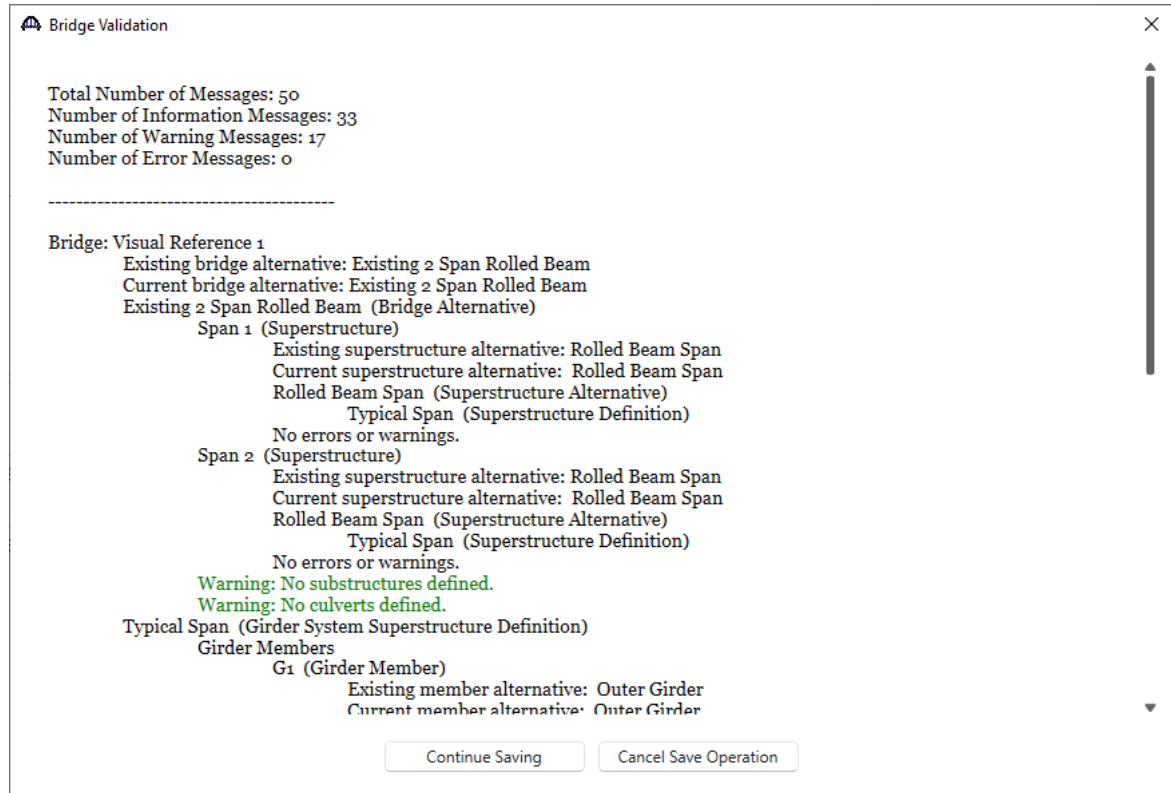 Bridge Validation
Total Number of Messages: 50
Number of Information Messages: 33
Number of Warning Messages: 17
Number of Error Messages: 0
-----------------------------------------
Bridge: Visual Reference 1
Existing bridge alternative: Existing 2 Span Rolled Beam
Current bridge alternative: Existing 2 Span Rolled Beam
Existing 2 Span Rolled Beam  (Bridge Alternative)
Span 1  (Superstructure)
Existing superstructure alternative: Rolled Beam Span
Current superstructure alternative:  Rolled Beam Span
Rolled Beam Span  (Superstructure Alternative)
Typical Span  (Superstructure Definition)
No errors or warnings.
Span 2  (Superstructure)
Existing superstructure alternative: Rolled Beam Span
Current superstructure alternative:  Rolled Beam Span
Rolled Beam Span  (Superstructure Alternative)
Typical Span  (Superstructure Definition)
No errors or warnings.
Warning: No substructures defined.
Warning: No culverts defined.
Typical Span  (Girder System Superstructure Definition)
Girder Members
G1  (Girder Member)
Existing member alternative:  Outer Girder
Current member alternative:  Outer Girder
Continue Saving
Cancel Save Operation